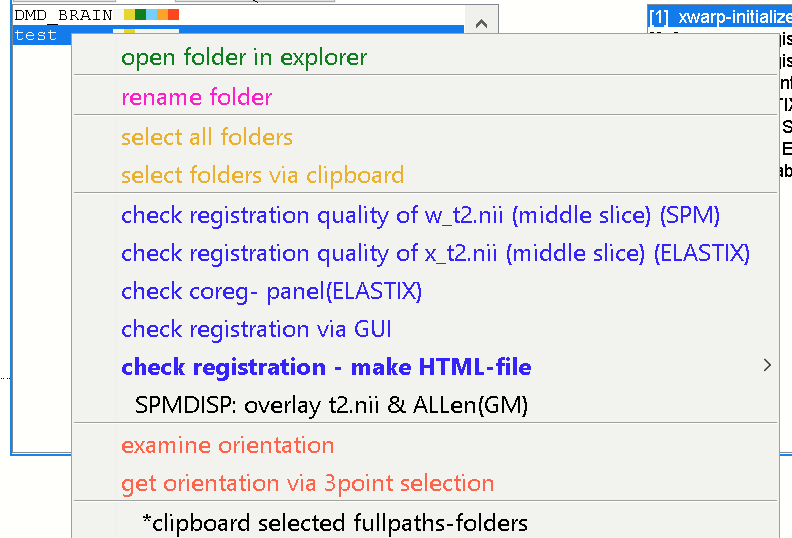 DMD_BRAIN
[1] xwarp-initialize
test
open folder in explorer
rename folder
select all folders
select folders via clipboard
check registration quality of w_t2.nii (middle slice) (SPM)
check registration quality of x_t2.nii (middle slice) (ELASTIX)
check coreg- panel(ELASTIX)
check registration via GUI
check registration - make HTML-file
SPMDISP: overlay t2.nii & ALLen(GM)
examine orientation
get orientation via 3point selection
*clipboard selected fullpaths-folders